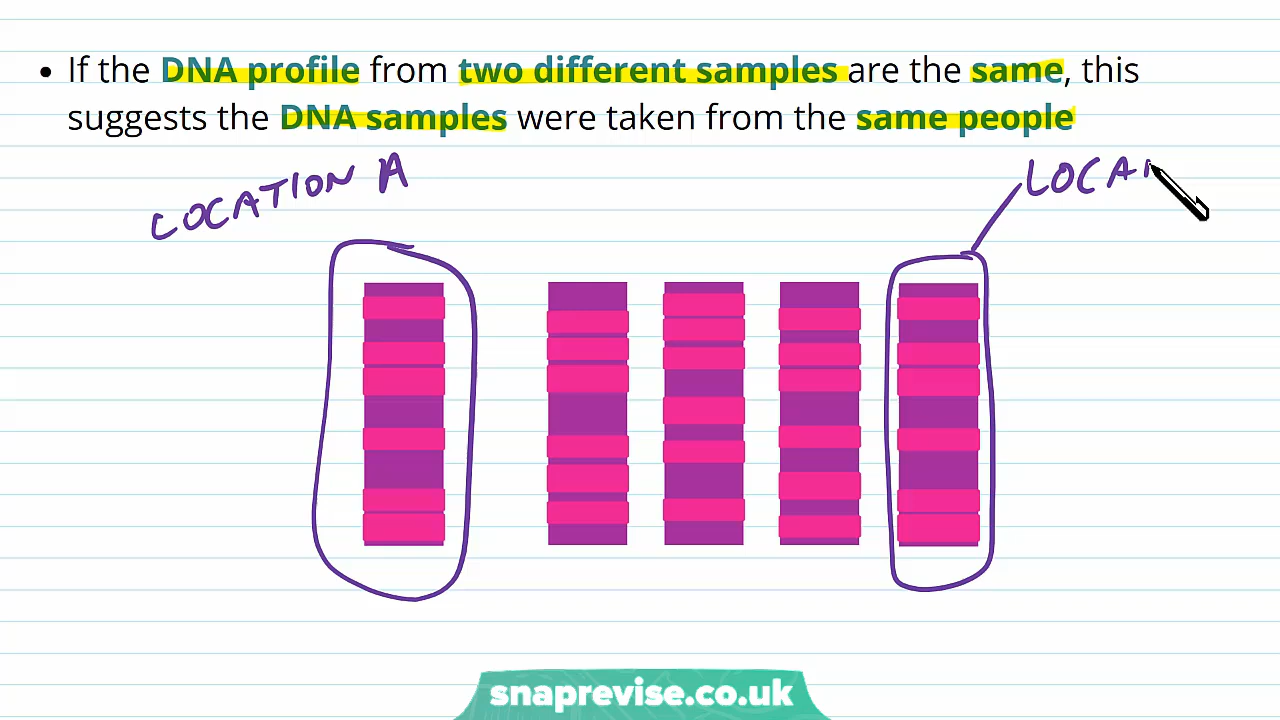 • If the DNA profile from two different samples are the same, this
suggests the DNA samples were taken from the same people
LOCATION A
LOCAT
snaprevise.co.uk